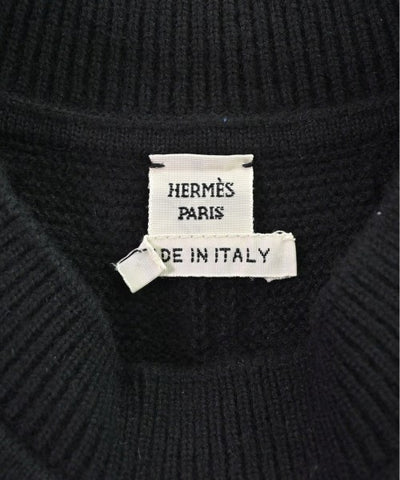 HERMÈS
PARIS
DE IN ITALY